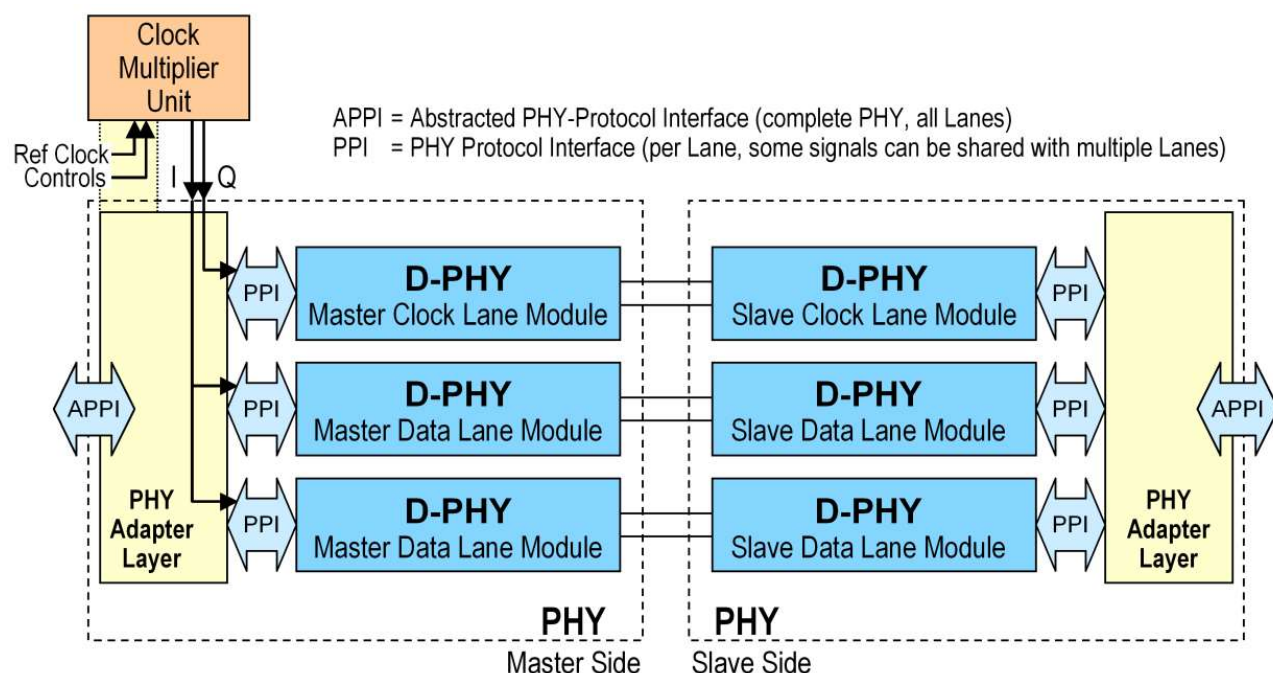 Clock
Multiplier
Unit
APPI = Abstracted PHY-Protocol Interface (complete PHY, all Lanes)
PPI = PHY Protocol Interface (per Lane, some signals can be shared with multiple Lanes)
Ref Clock
Controls
I Q
D-PHY
Master Clock Lane Module
D-PHY
Slave Clock Lane Module
PPI
PPI
D-PHY
Master Data Lane Module
D-PHY
Slave Data Lane Module
APPI
PPI
PPI
APPI
D-PHY
Master Data Lane Module
D-PHY
Slave Data Lane Module
PPI
PPI
PHY
Adapter
Layer
PHY
Adapter
Layer
PHY
Master Side
PHY
Slave Side